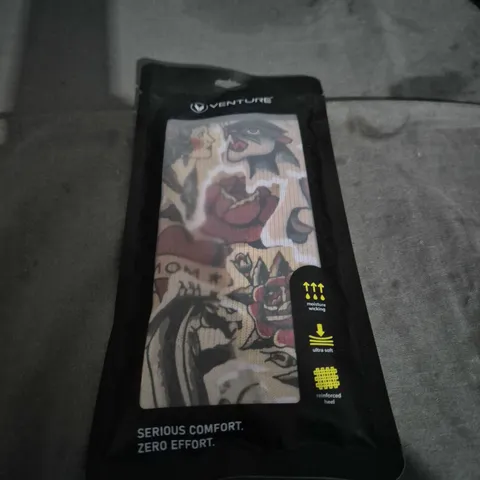 VENTURE
MOM
moisture
wicking
ultra soft
reinforced
heel
SERIOUS COMFORT.
ZERO EFFORT.